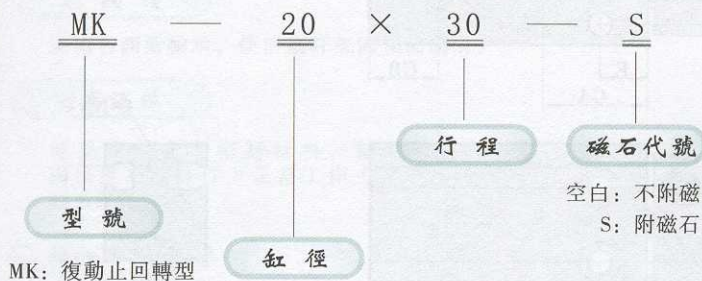 MK — 20 × 30 — S
行程
磁石代號
空白: 不附磁
S: 附磁石
型號
缸徑
MK: 復動止回轉型